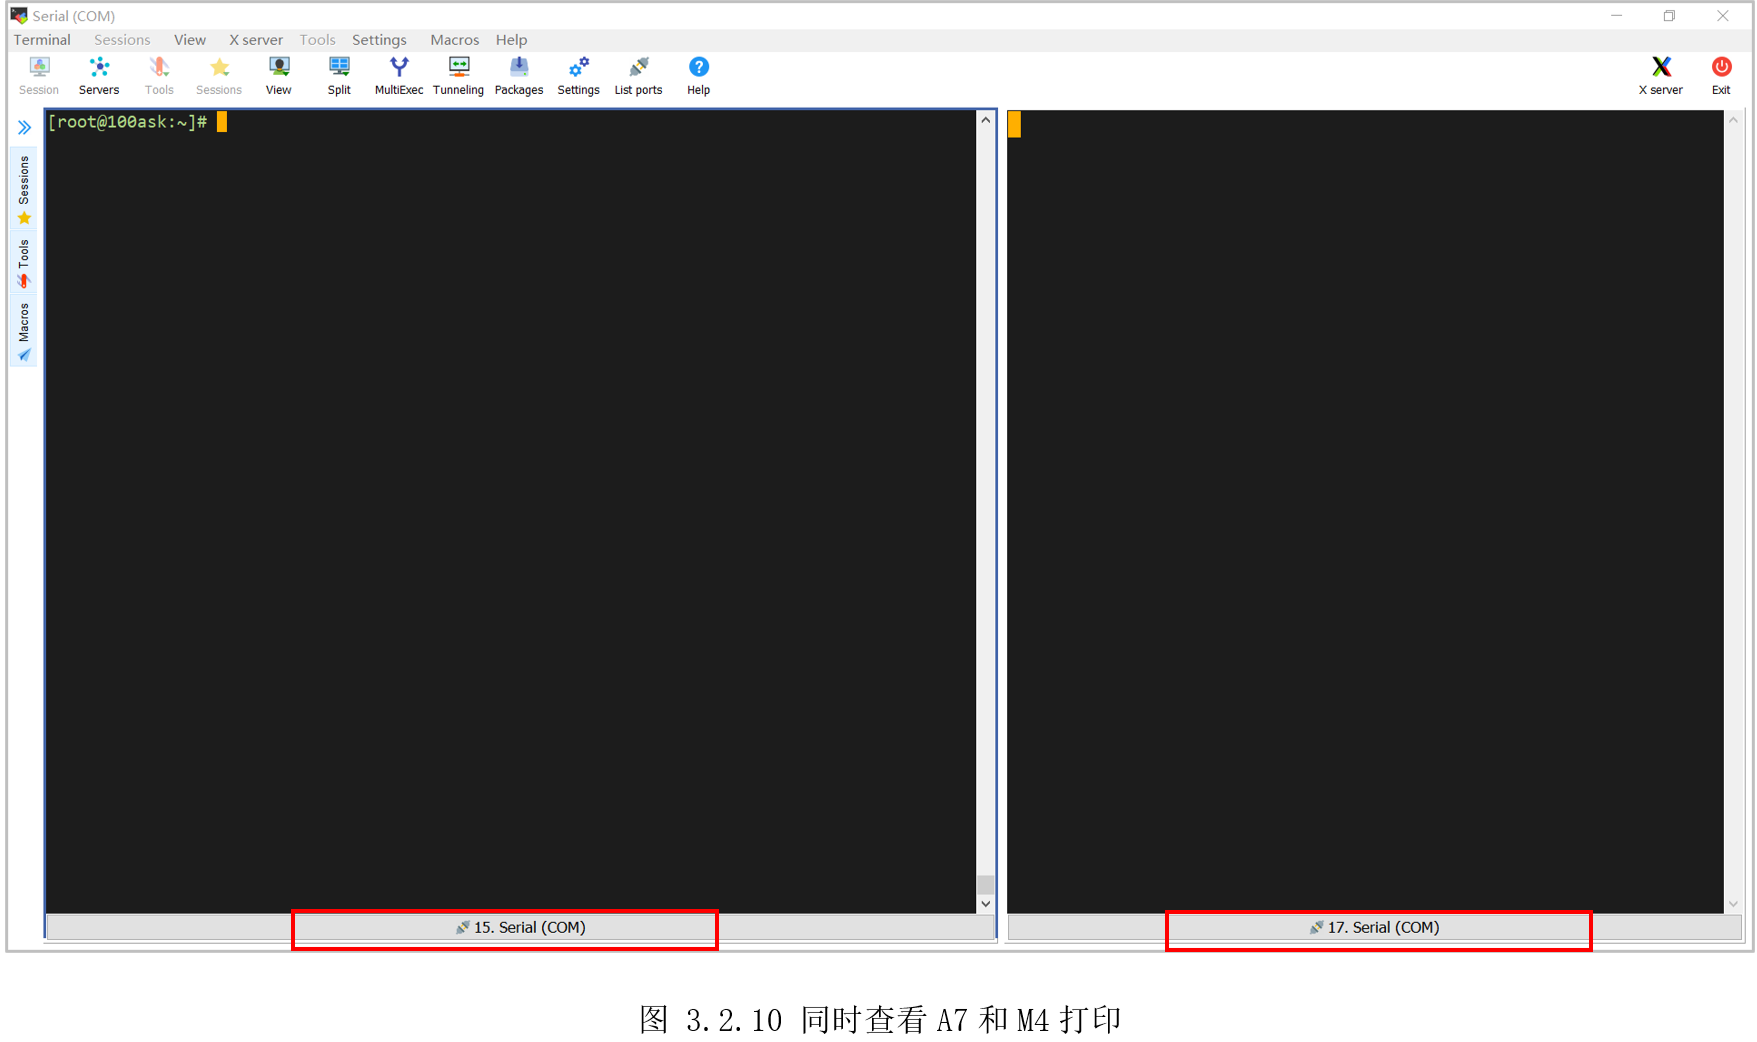 Serial (COM)
Terminal Sessions View X server Tools Settings Macros Help
Session Servers Tools Sessions View Split MultiExec Tunneling Packages Settings List ports Help X server Exit
[root@100ask:~]#
Sessions
Tools
Macros
15. Serial (COM)
17. Serial (COM)
图 3.2.10 同时查看 A7 和 M4 打印